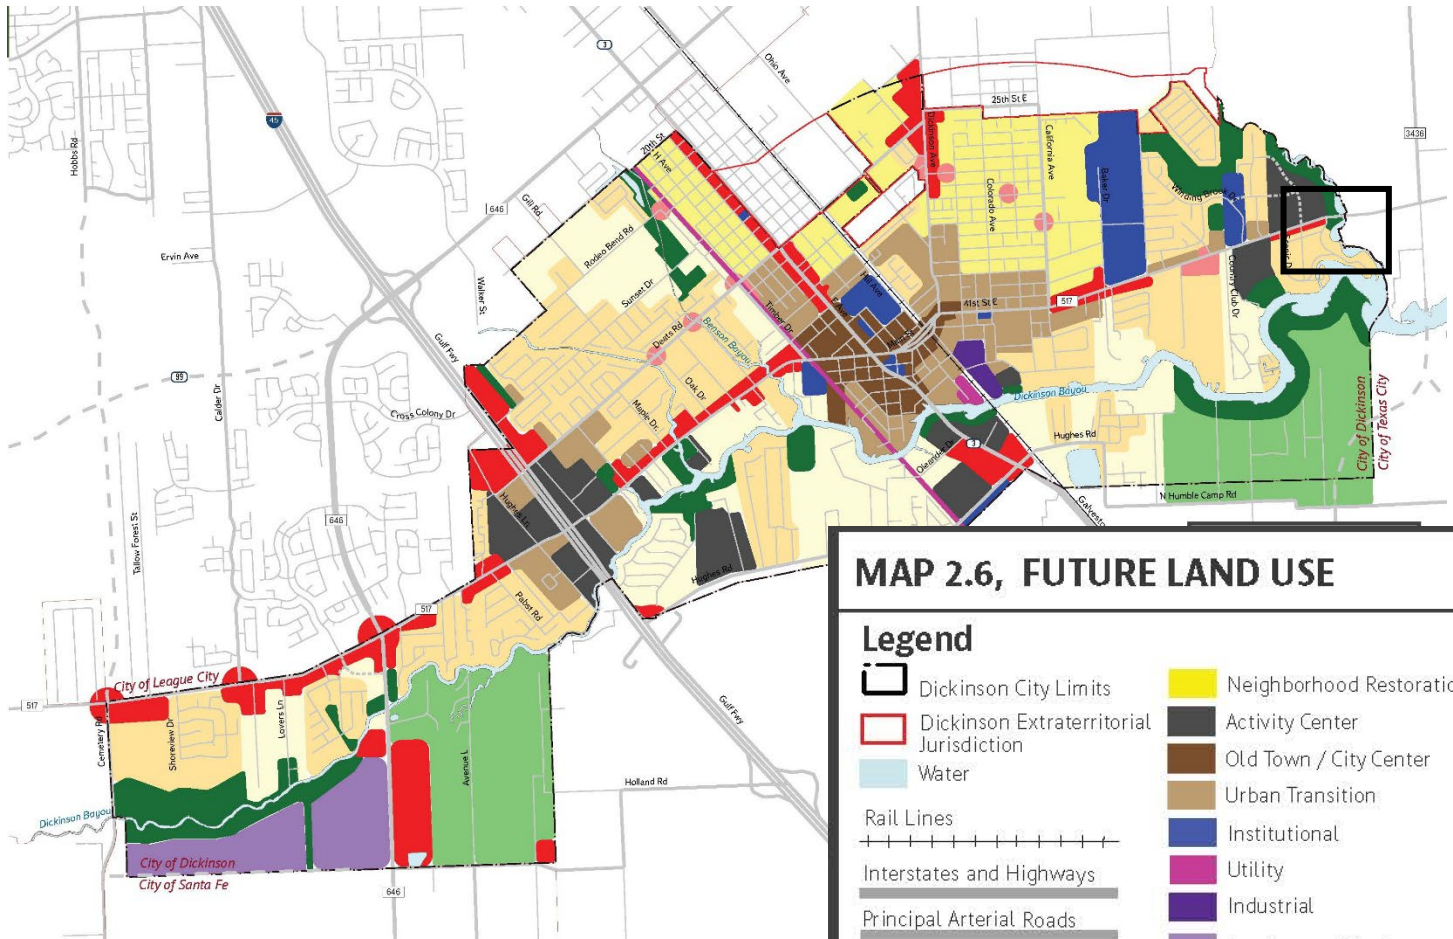 3
Ohio Ave
45
Hobbs Rd
3436
25th St E
Dickinson Ave
California Ave
20th St
H Ave
Baker Dr
Colorado Ave
Winding Brook Dr
646
Gill Rd
Rodeo Bend Rd
Ervin Ave
Walker St
Sunset Dr
Country Club Dr
Hill Ave
E Ave
41st St E
517
Timber Dr
Deats Rd
Benson Bayou
Gulf Fwy
99
Oak Dr
Calder Dr
Cross Colony Dr
Maple Dr.
Dickinson Bayou
Hughes Rd
City of Dickinson
City of Texas City
Oleander Dr
3
N Humble Camp Rd
Hughes Ln
Galvesto
646
Tallow Forest St
Hughes Rd
Pabst Rd
517
City of League City
517
Cemetery Rd
Shoreview Dr
Lovers Ln
Avenue L
Gulf Fwy
Holland Rd
Dickinson Bayou
City of Dickinson
City of Santa Fe
646
MAP 2.6, FUTURE LAND USE
Legend
Dickinson City Limits
Dickinson Extraterritorial
Jurisdiction
Water
Rail Lines
Interstates and Highways
Principal Arterial Roads
Neighborhood Restoratio
Activity Center
Old Town / City Center
Urban Transition
Institutional
Utility
Industrial